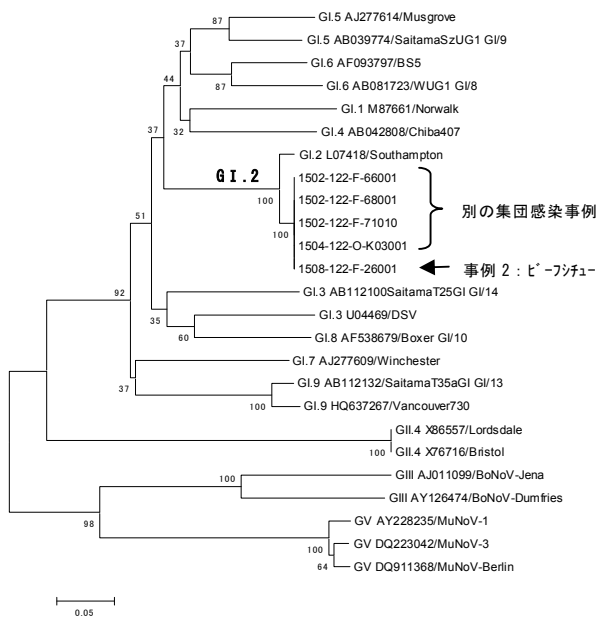 87
GI.5 AJ277614/Musgrove
37
GI.5 AB039774/SaitamaSzUG1 GI/9
GI.6 AF093797/BS5
44
87
GI.6 AB081723/WUG1 GI/8
GI.1 M87661/Norwalk
37
32
GI.4 AB042808/Chiba407
GI.2 L07418/Southampton
GI.2
1502-122-F-66001
100
1502-122-F-68001
別の集団感染事例
51
1502-122-F-71010
100
1504-122-O-K03001
1508-122-F-26001
事例 2 : ﾋﾞｰﾌｼﾁｭｰ
92
GI.3 AB112100SaitamaT25GI GI/14
35
GI.3 U04469/DSV
60
GI.8 AF538679/Boxer GI/10
GI.7 AJ277609/Winchester
37
GI.9 AB112132/SaitamaT35aGI GI/13
100
GI.9 HQ637267/Vancouver730
GII.4 X86557/Lordsdale
100
GII.4 X76716/Bristol
100
GIII AJ011099/BoNoV-Jena
GIII AY126474/BoNoV-Dumfries
98
GV AY228235/MuNoV-1
100
GV DQ223042/MuNoV-3
64
GV DQ911368/MuNoV-Berlin
0.05